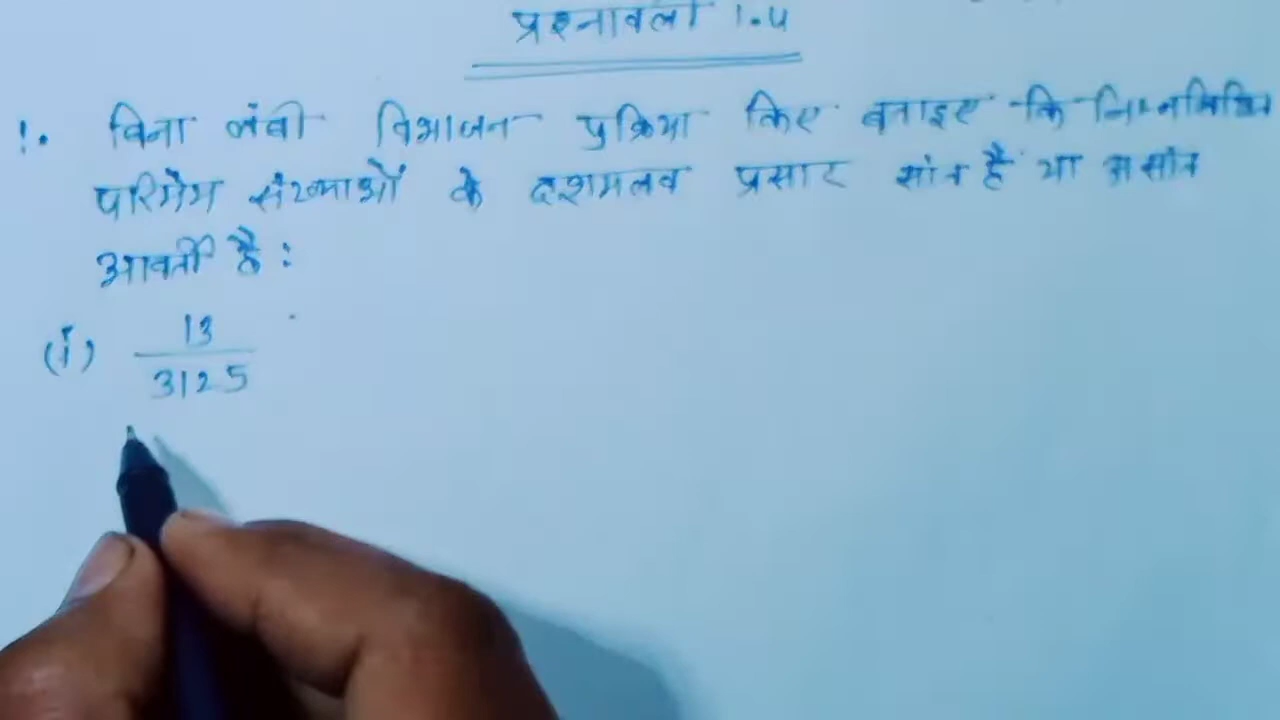 प्रश्नावली 1.4
1. बिना लंबी विभाजन प्रक्रिया किए बताइए कि निम्नलिखित
परिमेय संख्याओं के दशमलव प्रसार सांत है या असांत
आवर्ती है :
(i) 13
3125